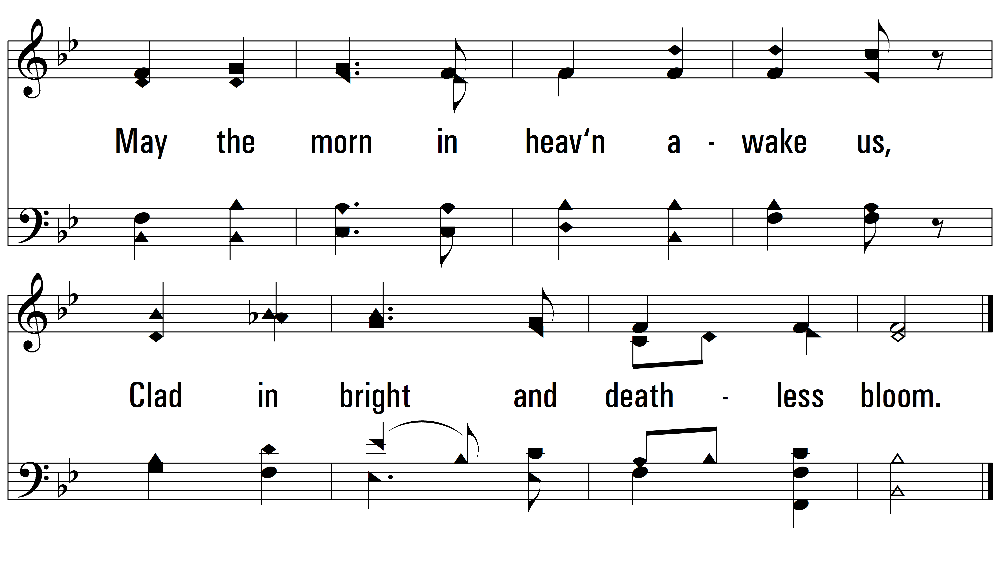 May the morn in heav‘n a - wake us,
Clad in bright and death - less bloom.